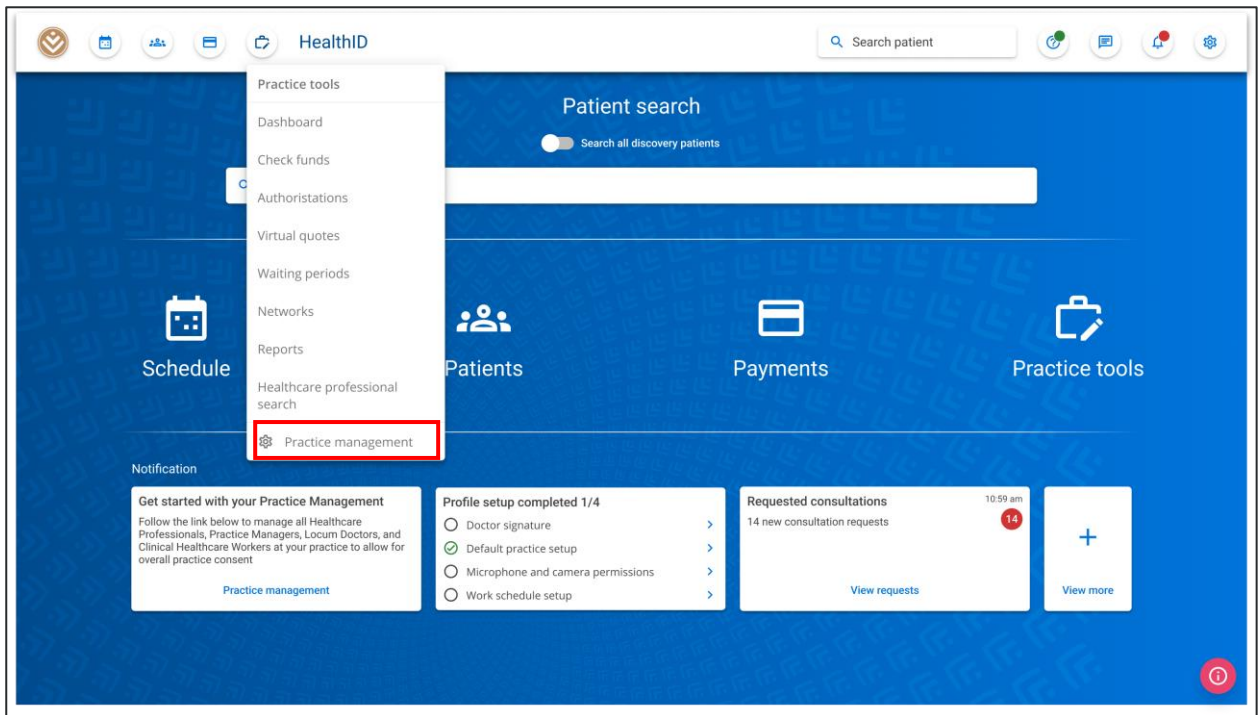 HealthID
Search patient
Practice tools
Dashboard
Check funds
Authoristations
Virtual quotes
Waiting periods
Networks
Reports
Healthcare professional
search
Practice management
Patient search
Search all discovery patients
Schedule
Patients
Payments
Practice tools
Notification
Get started with your Practice Management
Follow the link below to manage all Healthcare
Professionals, Practice Managers, Locum Doctors, and
Clinical Healthcare Workers at your practice to allow for
overall practice consent
Practice management
Profile setup completed 1/4
Doctor signature
Default practice setup
Microphone and camera permissions
Work schedule setup
Requested consultations
10:59 am
14 new consultation requests
14
View requests
View more